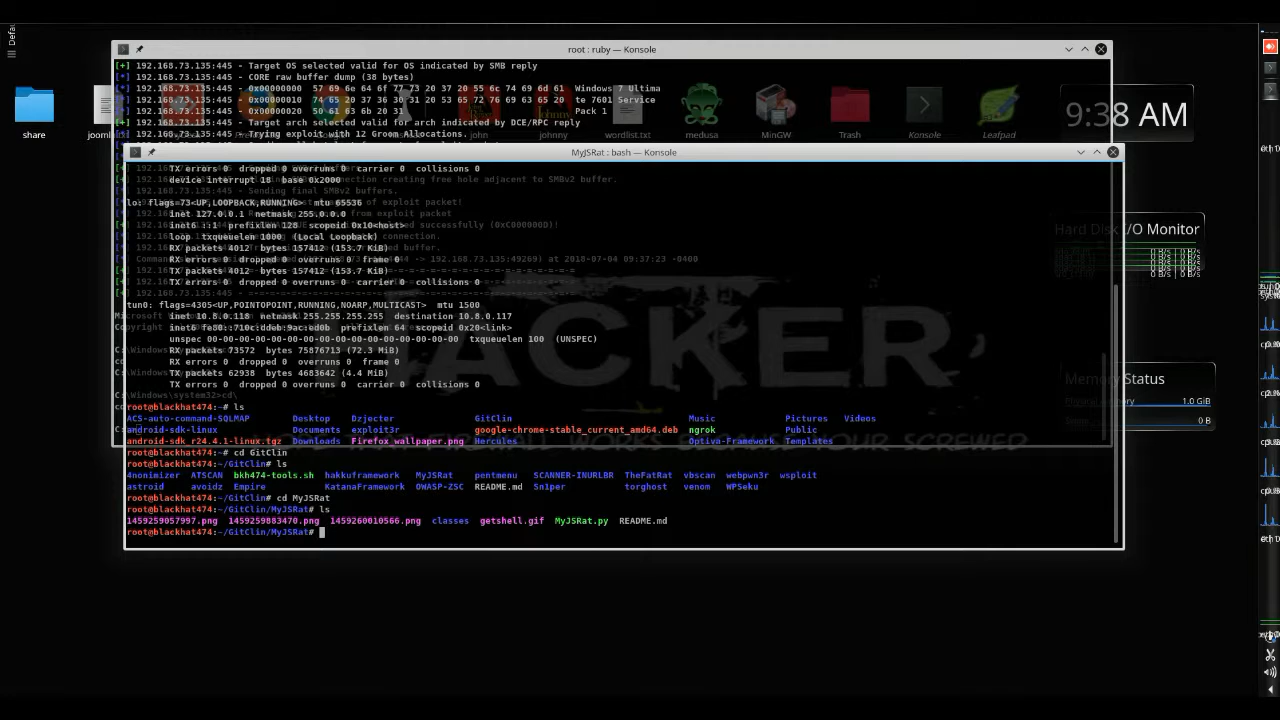 Defau
root : ruby — Konsole
[+] 192.168.73.135:445 - Target OS selected valid for OS indicated by SMB reply
[*] 192.168.73.135:445 - CORE raw buffer dump (38 bytes)
[*] 192.168.73.135:445 - 0x00000000  57 69 6e 64 6f 77 73 20 37 20 55 6c 74 69 6d 61  Windows 7 Ultima
[*] 192.168.73.135:445 - 0x00000010  74 65 20 37 36 30 31 20 53 65 72 76 69 63 65 20  te 7601 Service
[*] 192.168.73.135:445 - 0x00000020  50 61 63 6b 20 31  Pack 1
[+] 192.168.73.135:445 - Target arch selected valid for arch indicated by DCE/RPC reply
[*] 192.168.73.135:445 - Trying exploit with 12 Groom Allocations.
share
john
johnny
wordlist.txt
medusa
MinGW
Trash
Konsole
Leafpad
9:38 AM
MyJSRat : bash — Konsole
TX errors 0  dropped 0 overruns 0  carrier 0  collisions 0
device interrupt 18  base 0x2000
lo: flags=73<UP,LOOPBACK,RUNNING>  mtu 65536
inet 127.0.0.1  netmask 255.0.0.0
inet6 ::1  prefixlen 128  scopeid 0x10<host>
loop  txqueuelen 1000  (Local Loopback)
RX packets 4012  bytes 157412 (153.7 KiB)
RX errors 0  dropped 0  overruns 0  frame 0
TX packets 4012  bytes 157412 (153.7 KiB)
TX errors 0  dropped 0 overruns 0  carrier 0  collisions 0
tun0: flags=4305<UP,POINTOPOINT,RUNNING,NOARP,MULTICAST>  mtu 1500
inet 10.8.0.118  netmask 255.255.255.255  destination 10.8.0.117
unspec 00-00-00-00-00-00-00-00-00-00-00-00-00-00-00-00  txqueuelen 100  (UNSPEC)
RX packets 73572  bytes 75876713 (72.3 MiB)
RX errors 0  dropped 0  overruns 0  frame 0
TX packets 62938  bytes 4683642 (4.4 MiB)
TX errors 0  dropped 0 overruns 0  carrier 0  collisions 0
root@blackhat474:~# ls
ACS-auto-command-SQLMAP  Desktop  Dzjecter  GitClin  Music  Pictures  Videos
android-sdk-linux  Documents  exploit3r  google-chrome-stable_current_amd64.deb  ngrok  Public
android-sdk_r24.4.1-linux.tgz  Downloads  Firefox_wallpaper.png  Hercules  Optiva-Framework  Templates
root@blackhat474:~# cd GitClin
root@blackhat474:~/GitClin# ls
4nonimizer  ATSCAN  bkh474-tools.sh  hakkuframework  MyJSRat  pentmenu  SCANNER-INURLBR  TheFatRat  vbscan  webpwn3r  wsploit
astroid  avoidz  Empire  KatanaFramework  OWASP-ZSC  README.md  Sn1per  torghost  venom  WPSeku
root@blackhat474:~/GitClin# cd MyJSRat
root@blackhat474:~/GitClin/MyJSRat# ls
1459259057997.png  1459259883470.png  1459260010566.png  classes  getshell.gif  MyJSRat.py  README.md
root@blackhat474:~/GitClin/MyJSRat#
HACKER
Hard Disk I/O Monitor
0 B/s 0 B/s
0 B/s 0 B/s
0 B/s 0 B/s
Memory Status
1.0 GiB
0 B